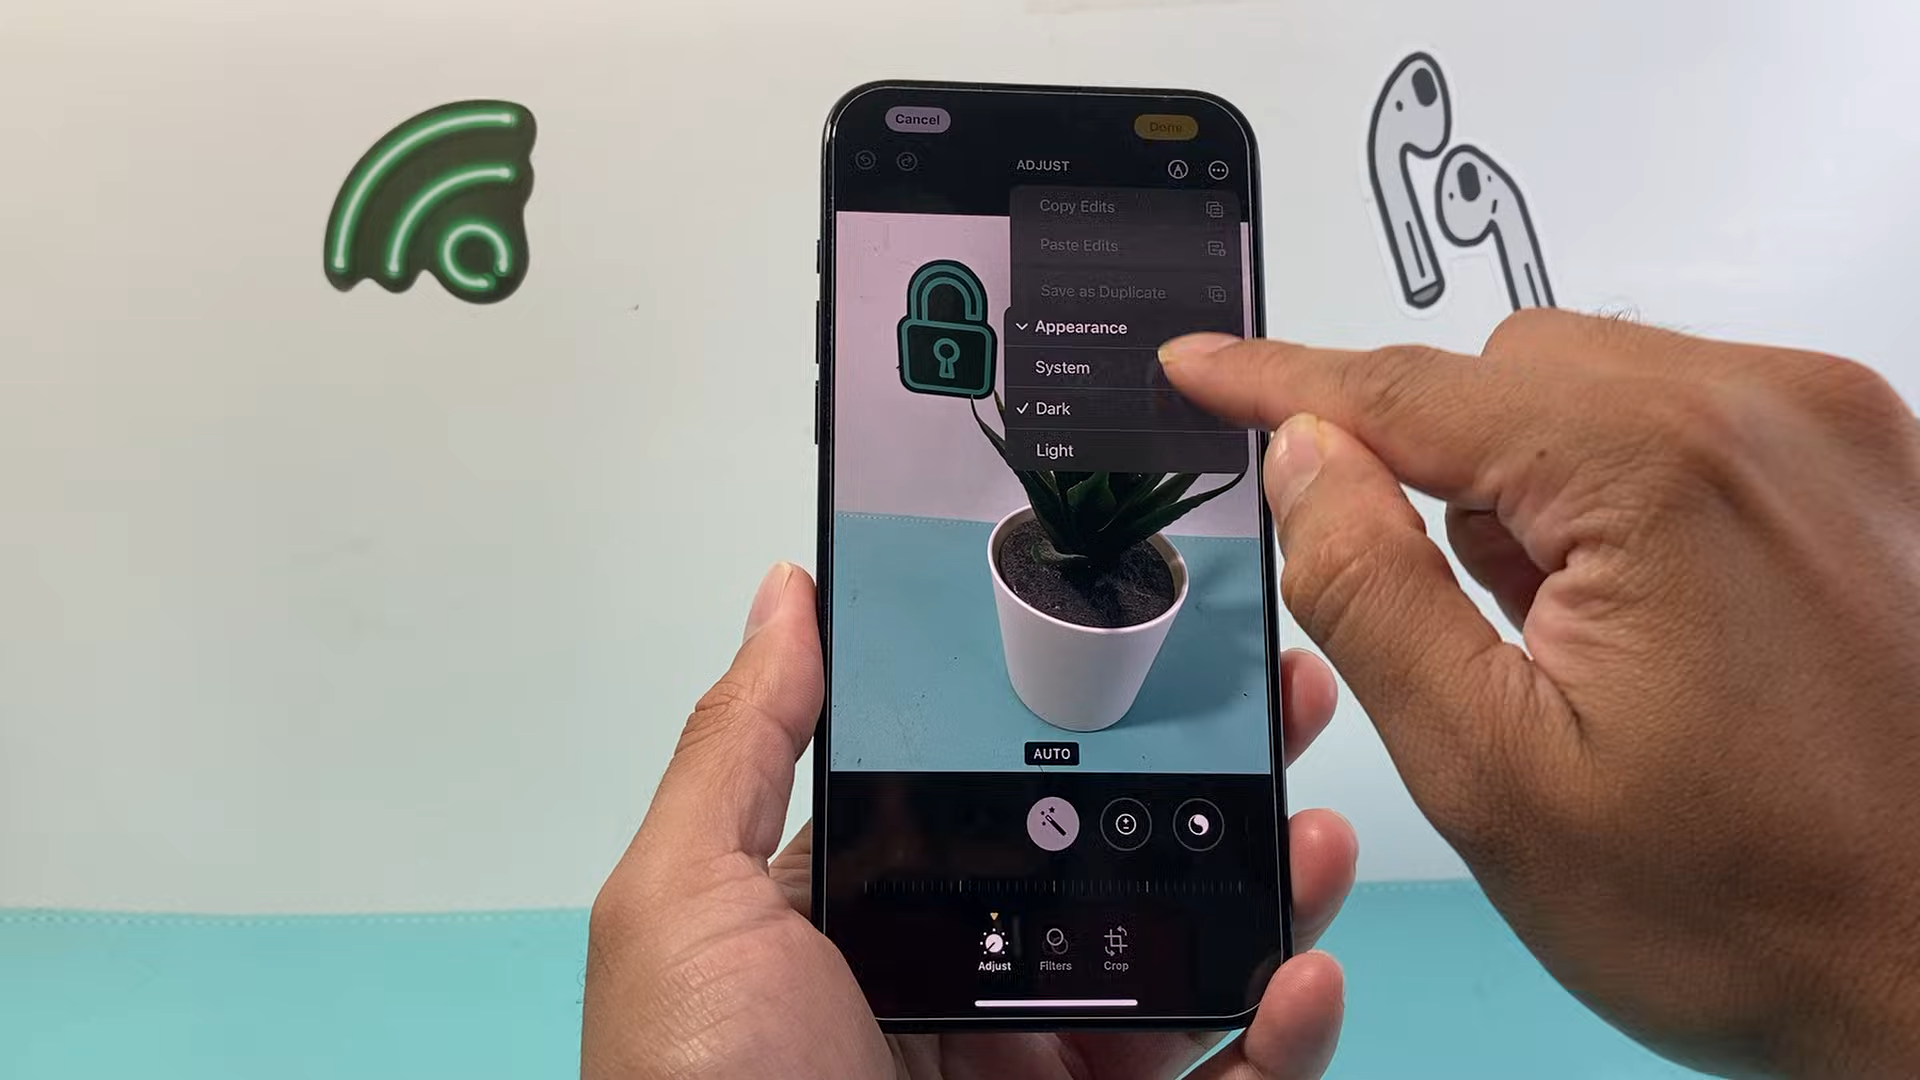 Cancel
Done
ADJUST
Copy Edits
Paste Edits
Save as Duplicate
Appearance
System
Dark
Light
AUTO
Adjust
Filters
Crop